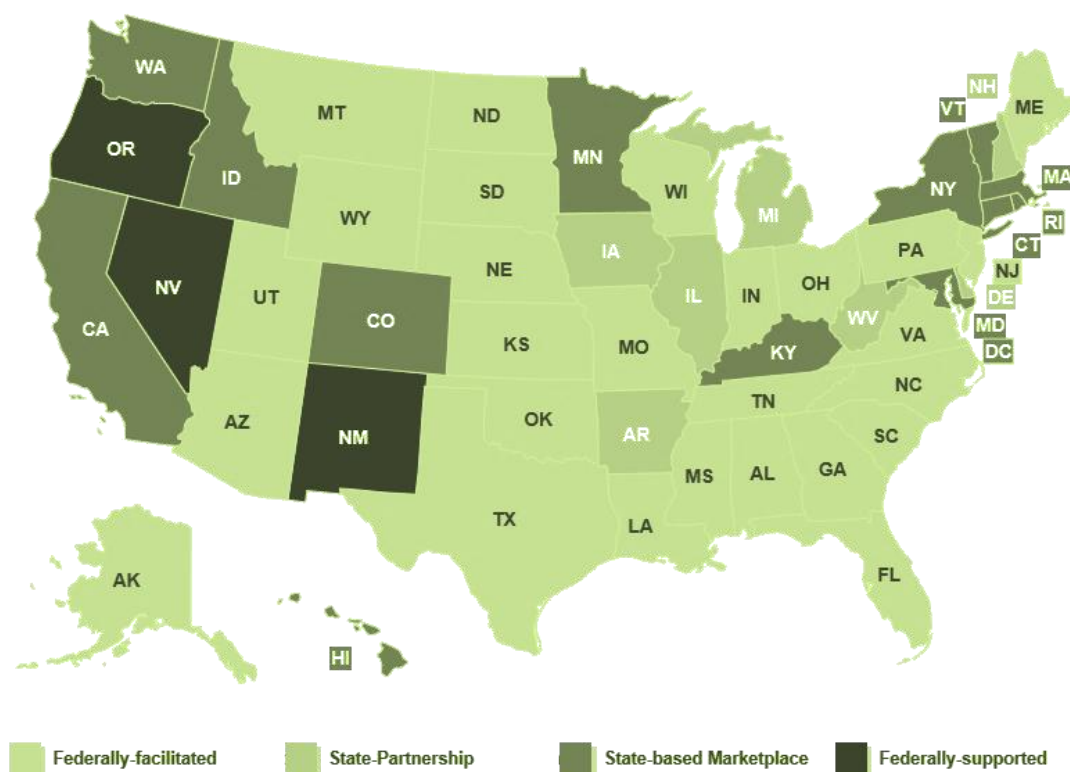 WA
MT
ND
MN
VT
NH
ME
OR
ID
SD
WI
NY
MA
WY
MI
RI
CT
IA
PA
NV
NE
NJ
UT
IL
IN
OH
DE
CA
CO
WV
MD
KS
MO
KY
VA
DC
AZ
NM
OK
AR
TN
NC
SC
MS
AL
GA
TX
LA
AK
FL
HI
Federally-facilitated
State-Partnership
State-based Marketplace
Federally-supported